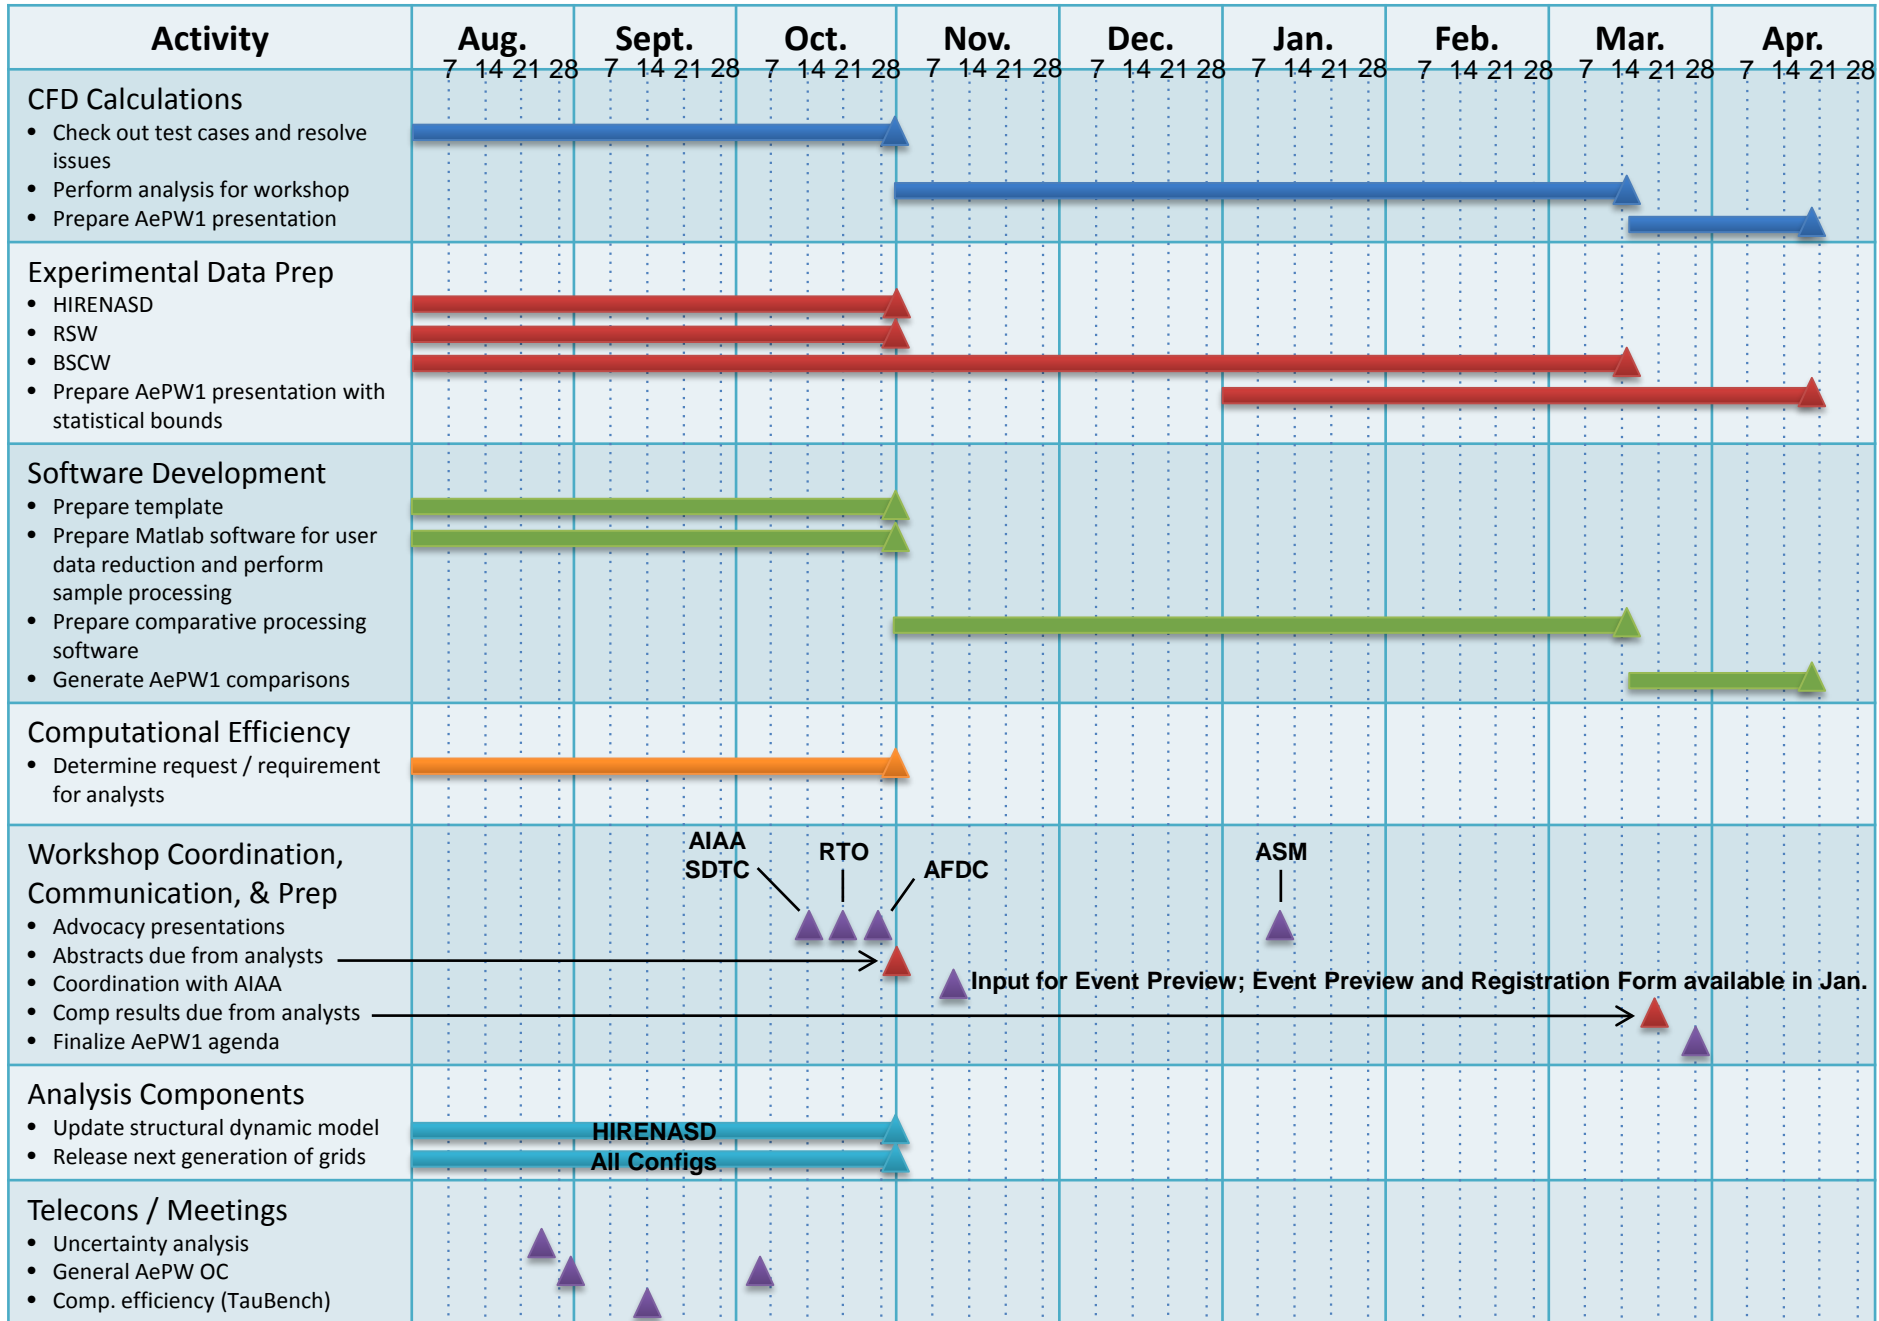 Activity Aug. Sept. Oct. Nov. Dec. Jan. Feb. Mar. Apr.
7 14 21 28 7 14 21 28 7 14 21 28 7 14 21 28 7 14 21 28 7 14 21 28 7 14 21 28 7 14 21 28 7 14 21 28
CFD Calculations
• Check out test cases and resolve
issues
• Perform analysis for workshop
• Prepare AePW1 presentation
Experimental Data Prep
• HIRENASD
• RSW
• BSCW
• Prepare AePW1 presentation with
statistical bounds
Software Development
• Prepare template
• Prepare Matlab software for user
data reduction and perform
sample processing
• Prepare comparative processing
software
• Generate AePW1 comparisons
Computational Efficiency
• Determine request / requirement
for analysts
Workshop Coordination,
Communication, & Prep
• Advocacy presentations
• Abstracts due from analysts
• Coordination with AIAA
• Comp results due from analysts
• Finalize AePW1 agenda
AIAA
SDTC
RTO
AFDC
ASM
Input for Event Preview; Event Preview and Registration Form available in Jan.
Analysis Components
• Update structural dynamic model
• Release next generation of grids
HIRENASD
All Configs
Telecons / Meetings
• Uncertainty analysis
• General AePW OC
• Comp. efficiency (TauBench)